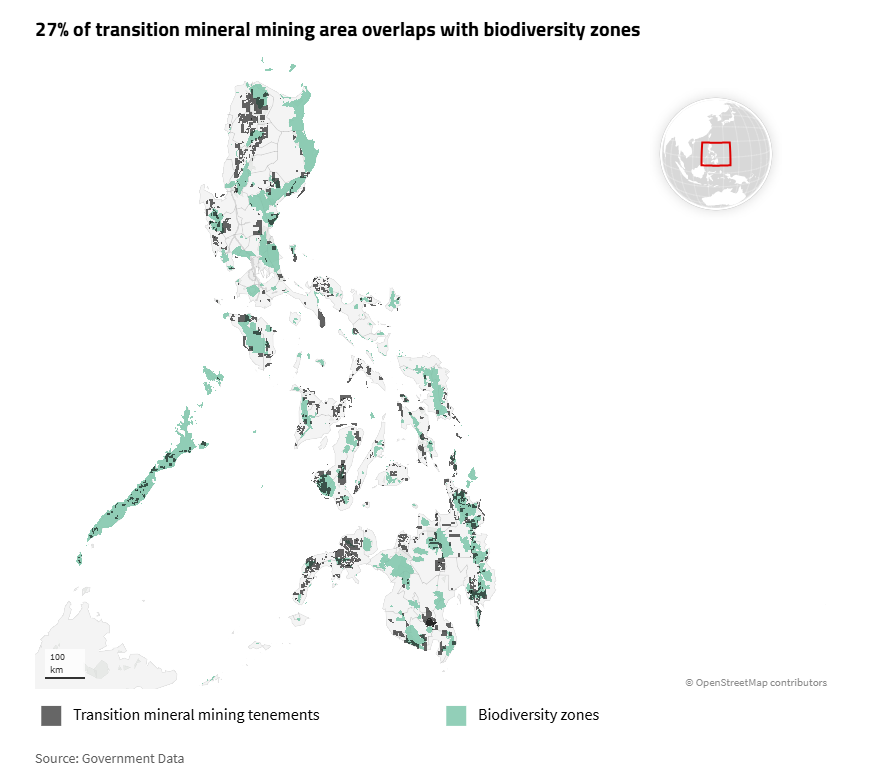 27% of transition mineral mining area overlaps with biodiversity zones
100
km
© OpenStreetMap contributors
Transition mineral mining tenements
Biodiversity zones
Source: Government Data